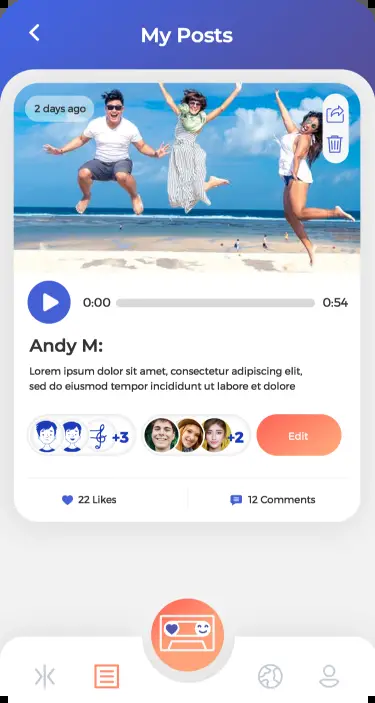 My Posts
2 days ago
0:00
0:54
Andy M:
Lorem ipsum dolor sit amet, consectetur adipiscing elit,
sed do eiusmod tempor incididunt ut labore et dolore
+3
+2
Edit
22 Likes
12 Comments